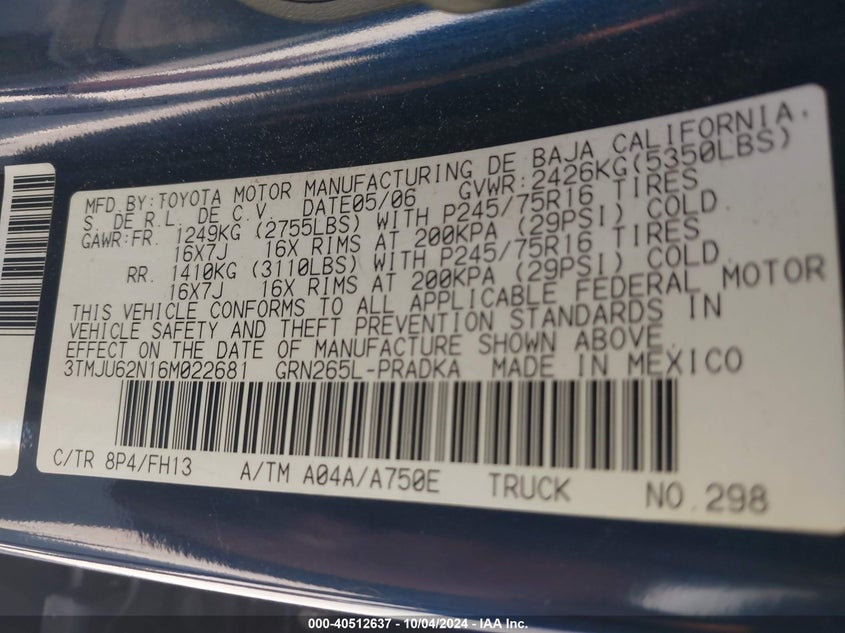 MFD BY:TOYOTA MOTOR MANUFACTURING DE BAJA CALIFORNIA,
S. DE R.L. DE C.V. DATE05/06 GVWR:2426KG(5350LBS)
GAWR:FR. 1249KG (2755LBS) WITH P245/75R16 TIRES
16X7J 16X RIMS AT 200KPA (29PSI) COLD.
RR. 1410KG (3110LBS) WITH P245/75R16 TIRES
16X7J 16X RIMS AT 200KPA (29PSI) COLD.
THIS VEHICLE CONFORMS TO ALL APPLICABLE FEDERAL MOTOR
VEHICLE SAFETY AND THEFT PREVENTION STANDARDS IN
EFFECT ON THE DATE OF MANUFACTURE SHOWN ABOVE.
3TMJU62N16M022681 GRN265L-PRADKA MADE IN MEXICO
C/TR 8P4/FH13 A/TM A04A/A750E TRUCK NO.298
000-40512637 - 10/04/2024 - IAA Inc.